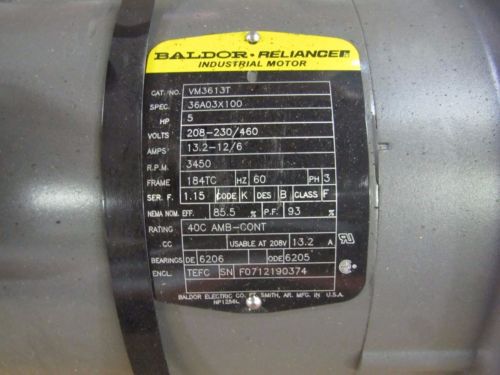 BALDOR • RELIANCER
INDUSTRIAL MOTOR
CAT. NO. VM3613T
SPEC. 36A03X100
HP 5
VOLTS 208-230/460
AMPS 13.2-12/6
R.P.M. 3450
FRAME 184TC HZ 60 PH 3
SER. F. 1.15 CODE K DES B CLASS F
NEMA NOM. EFF. 85.5 % P.F. 93 %
RATING 40C AMB-CONT
CC USABLE AT 208V 13.2 A
BEARINGS DE 6206 ODE 6205
ENCL. TEFC SN F0712190374
BALDOR ELECTRIC CO. FT. SMITH, AR. MFG. IN U.S.A.